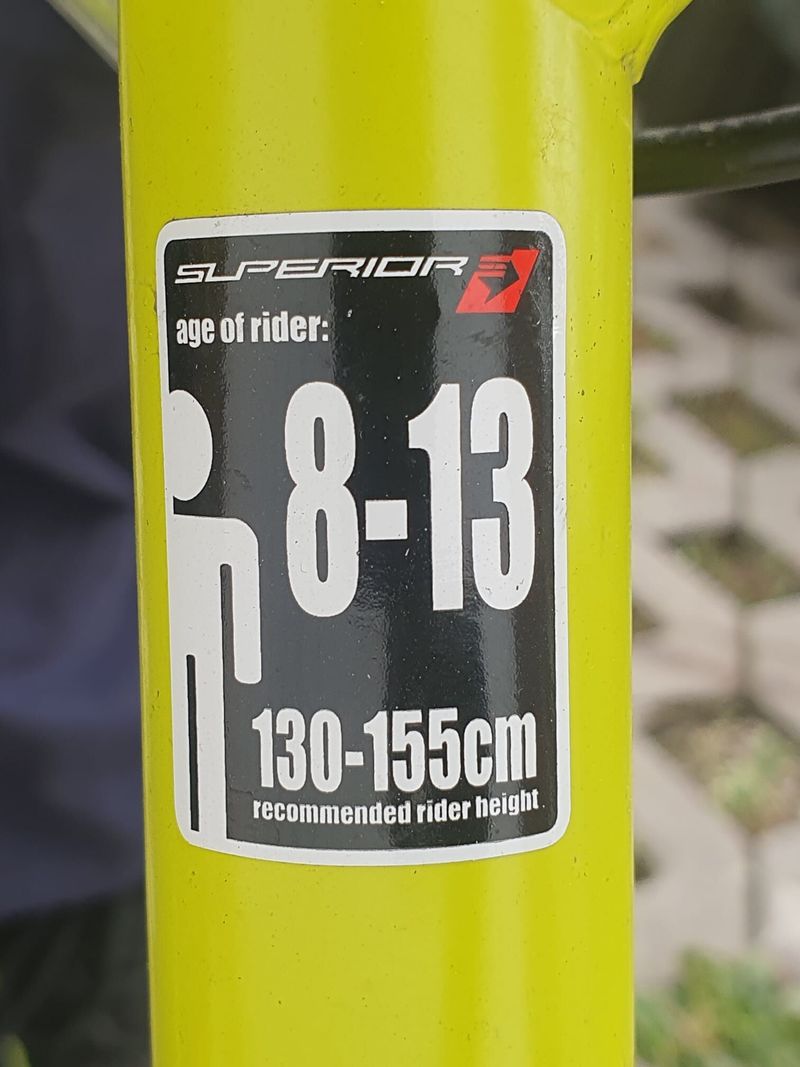 SUPERIOR
age of rider:
8-13
130-155cm
recommended rider height